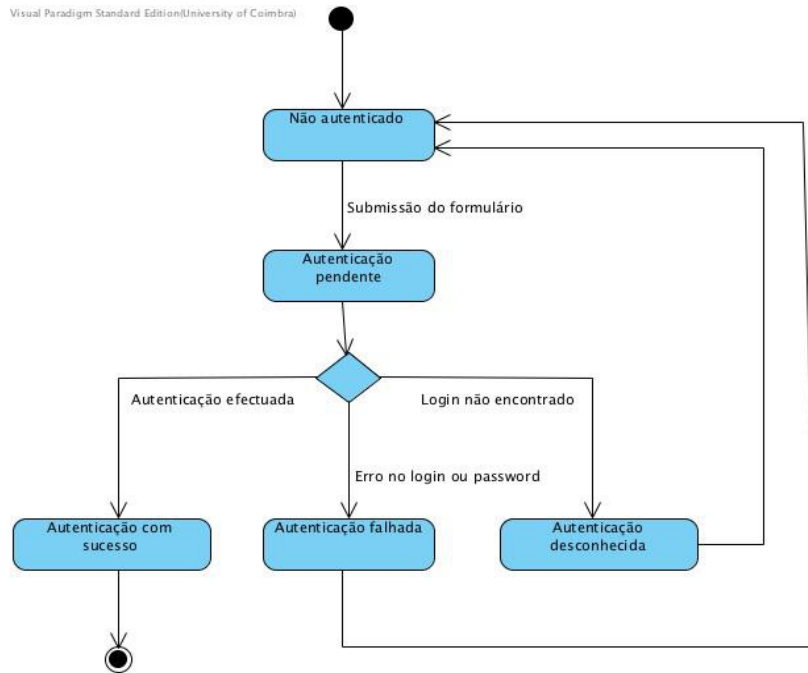 Visual Paradigm Standard Edition(University of Coimbra)
Não autenticado
Submissão do formulário
Autenticação
pendente
Autenticação efectuada
Login não encontrado
Erro no login ou password
Autenticação com
sucesso
Autenticação falhada
Autenticação
desconhecida